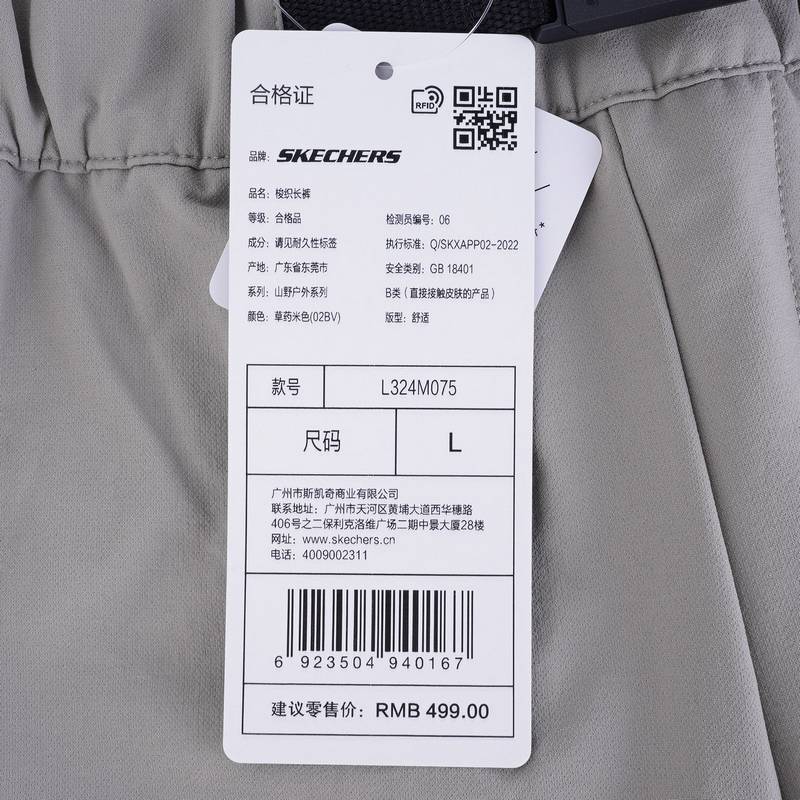 合格证
RFID
品牌: SKECHERS
品名: 梭织长裤
等级: 合格品 检测员编号: 06
成分: 请见耐久性标签 执行标准: Q/SKXAPP02-2022
产地: 广东省东莞市 安全类别: GB 18401
系列: 山野户外系列 B类 (直接接触皮肤的产品)
颜色: 草药米色(02BV) 版型: 舒适
款号 L324M075
尺码 L
广州市斯凯奇商业有限公司
联系地址: 广州市天河区黄埔大道西华穗路
406号之二保利克洛维广场二期中景大厦28楼
网址: www.skechers.cn
电话: 4009002311
6 923504 940167
建议零售价: RMB 499.00